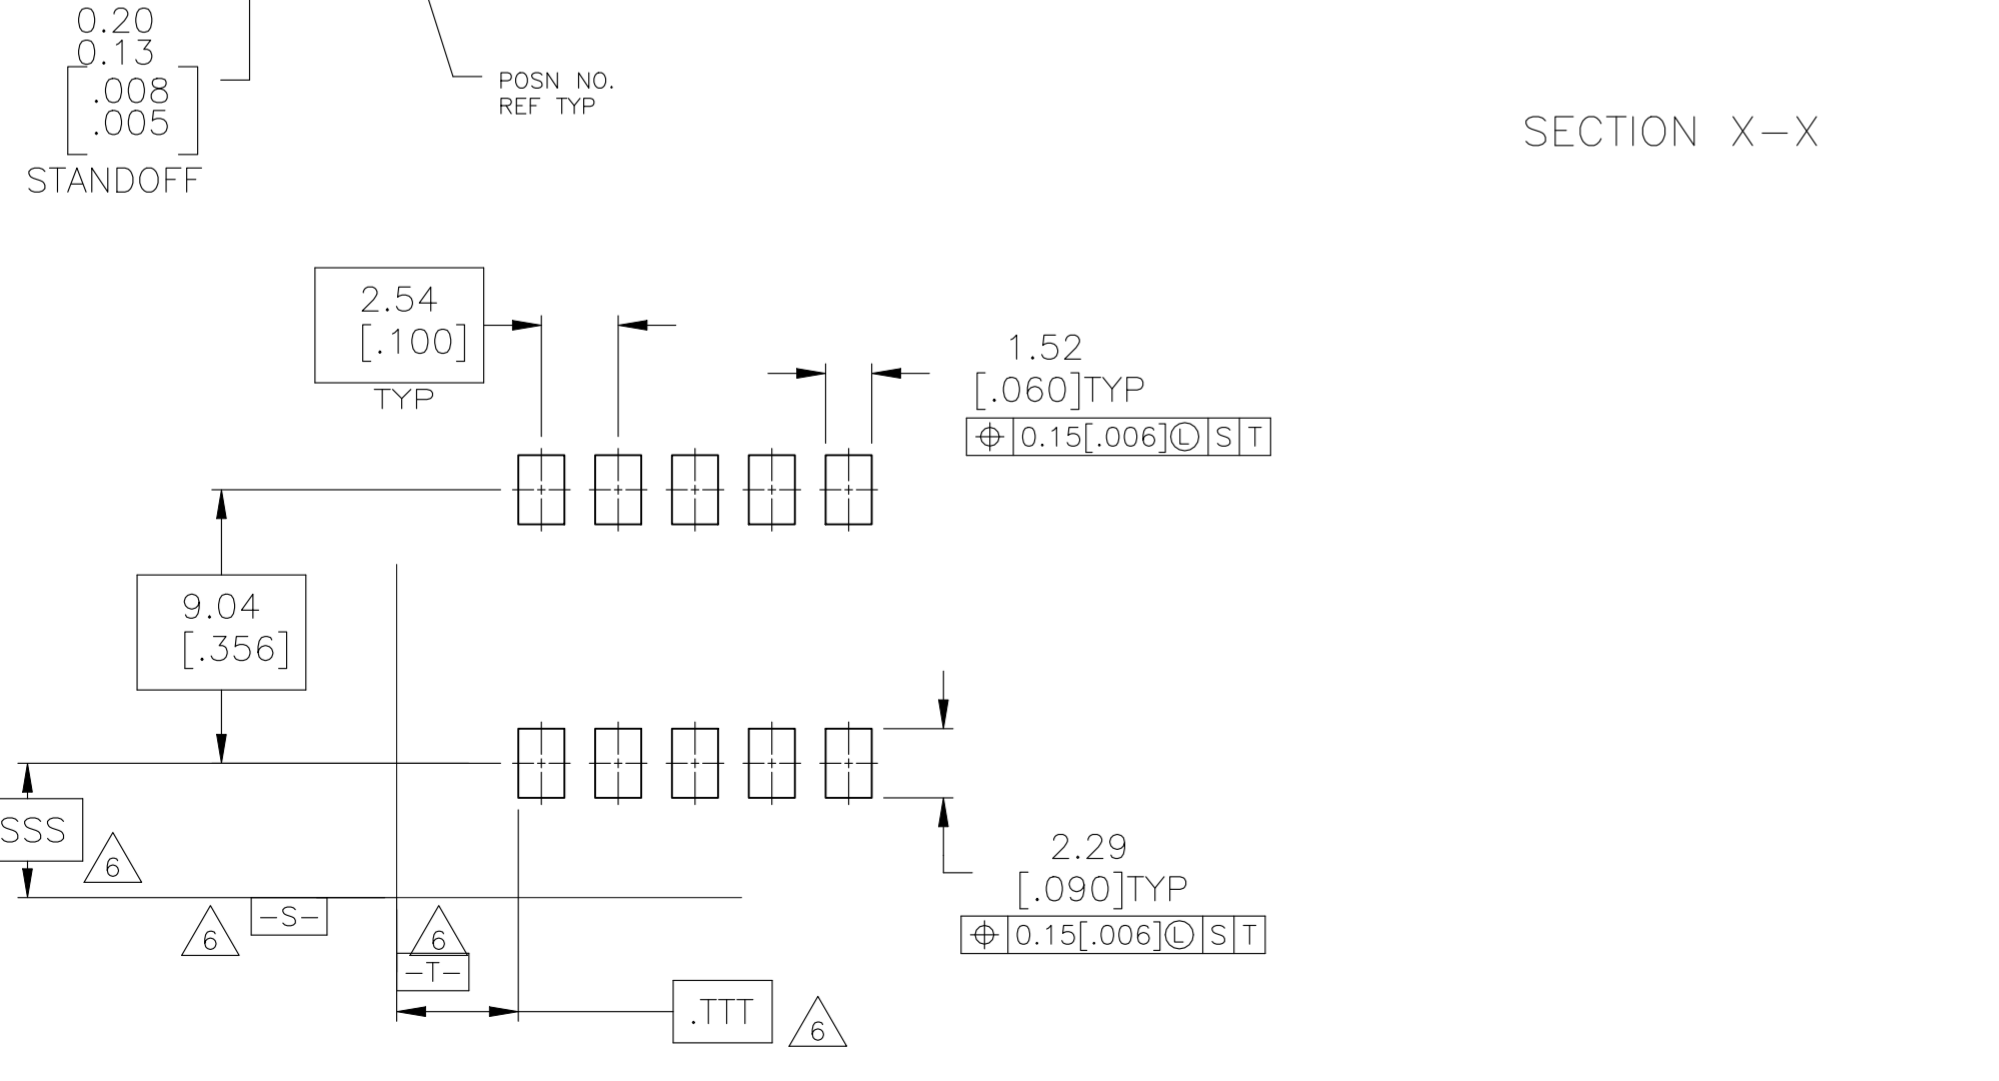 0.20
0.13
[.008
.005]
STANDOFF
POSN NO.
REF TYP
SECTION X-X
2.54
[.100]
TYP
1.52
[.060]TYP
⌖ 0.15[.006]Ⓛ S T
9.04
[.356]
SSS
6
2.29
[.090]TYP
⌖ 0.15[.006]Ⓛ S T
6
-S-
6
-T-
.TTT
6